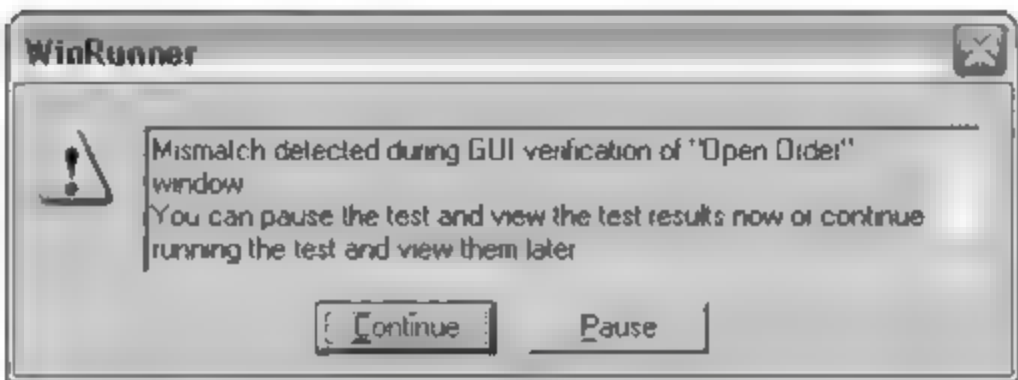 WinRunner
Mismatch detected during GUI verification of "Open Order"
window
You can pause the test and view the test results now or continue
running the test and view them later
Continue Pause